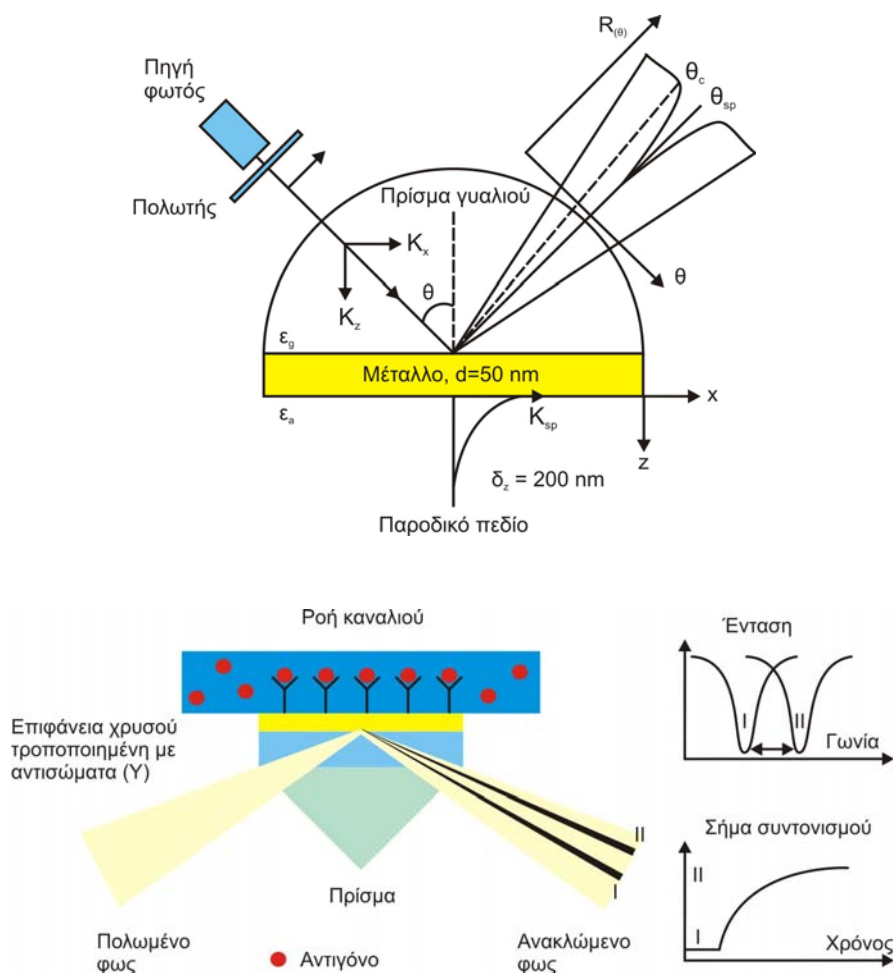 R(θ)
Πηγή
φωτός
θc
θsp
Πολωτής
Πρίσμα γυαλιού
Kx
θ
θ
Kz
εg
Μέταλλο, d=50 nm
x
εa
Ksp
z
δz = 200 nm
Παροδικό πεδίο
Ροή καναλιού
Επιφάνεια χρυσού
τροποποιημένη με
αντισώματα (Υ)
Πρίσμα
II
I
Πολωμένο
φως
Αντιγόνο
Ανακλώμενο
φως
Ένταση
I
II
Γωνία
Σήμα συντονισμού
II
I
Χρόνος